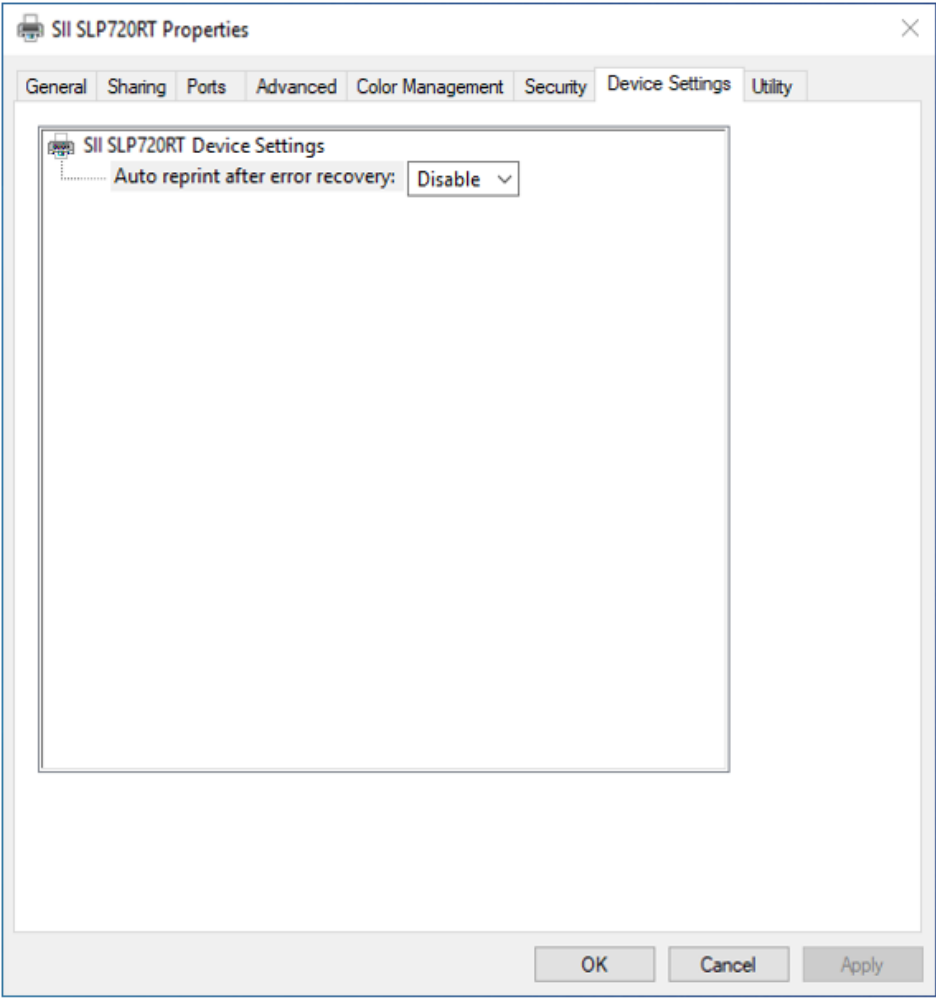 SII SLP720RT Properties
General Sharing Ports Advanced Color Management Security Device Settings Utility
SII SLP720RT Device Settings
Auto reprint after error recovery: Disable
OK Cancel Apply